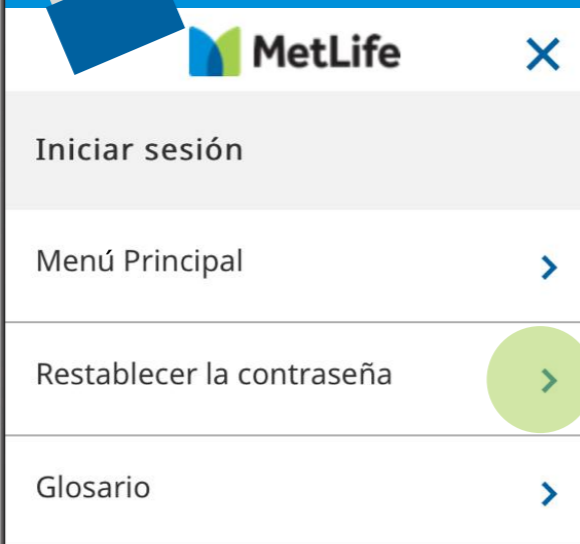 MetLife
Iniciar sesión
Menú Principal
Restablecer la contraseña
Glosario